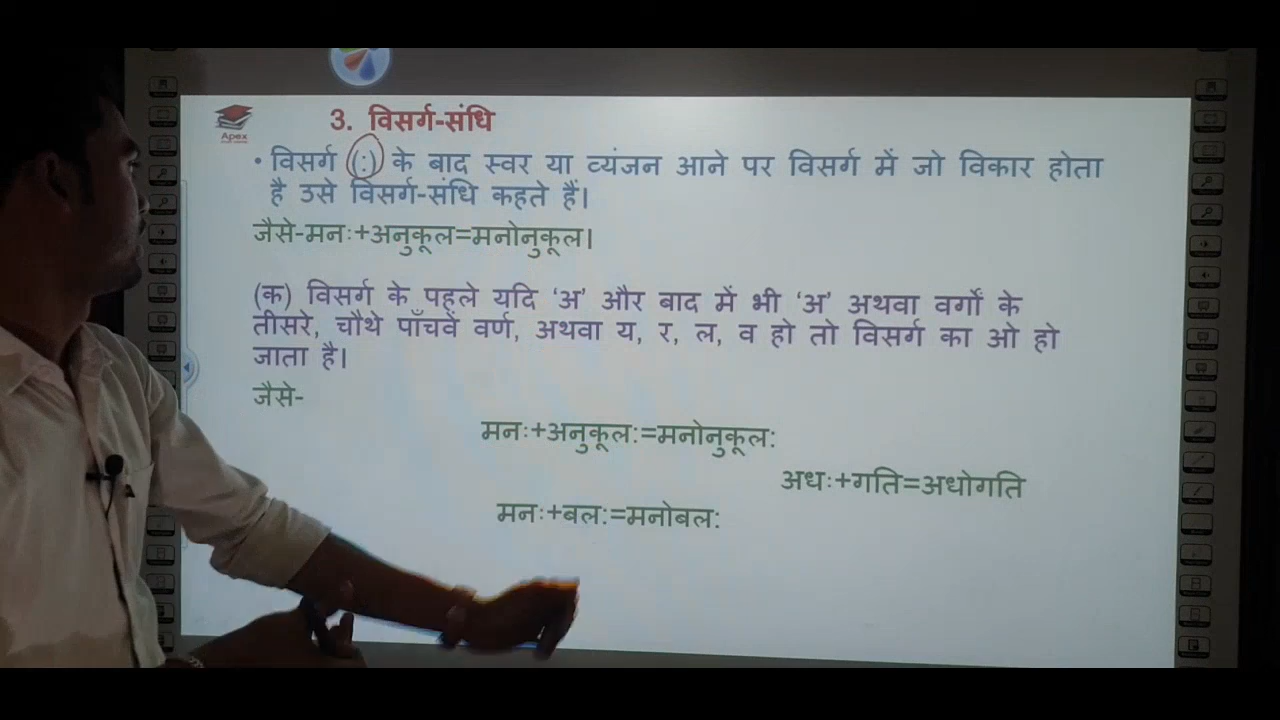 Apex
3. विसर्ग-संधि
• विसर्ग (:) के बाद स्वर या व्यंजन आने पर विसर्ग में जो विकार होता
है उसे विसर्ग-संधि कहते हैं।
जैसे-मनः+अनुकूल=मनोनुकूल।
(क) विसर्ग के पहले यदि ‘अ’ और बाद में भी ‘अ’ अथवा वर्गों के
तीसरे, चौथे पाँचवें वर्ण, अथवा य, र, ल, व हो तो विसर्ग का ओ हो
जाता है।
जैसे-
मनः+अनुकूल:=मनोनुकूल:
अधः+गति=अधोगति
मनः+बल:=मनोबल: